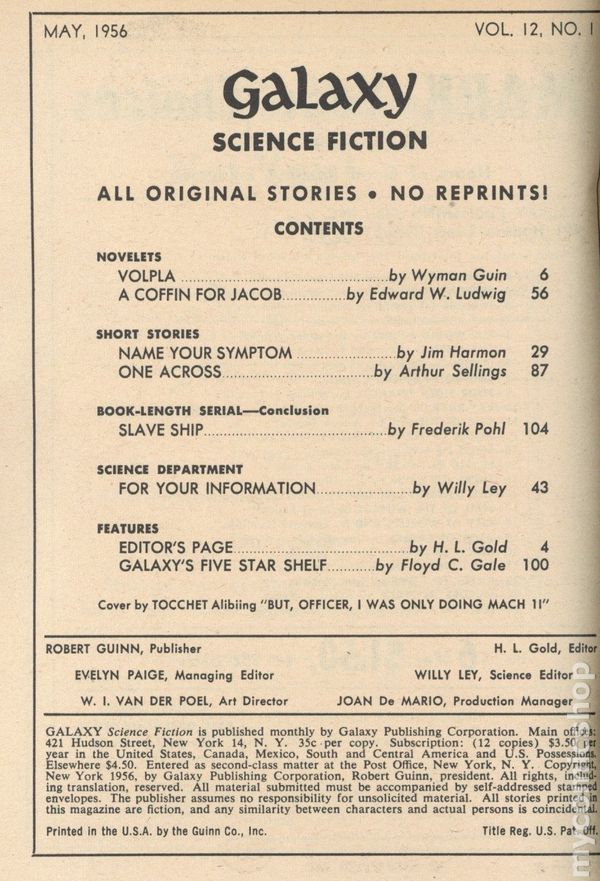 MAY, 1956 VOL. 12, NO. 1
Galaxy
SCIENCE FICTION
ALL ORIGINAL STORIES • NO REPRINTS!
CONTENTS
NOVELETS
VOLPLA ........................................by Wyman Guin 6
A COFFIN FOR JACOB..................by Edward W. Ludwig 56
SHORT STORIES
NAME YOUR SYMPTOM ....................by Jim Harmon 29
ONE ACROSS..............................by Arthur Sellings 87
BOOK-LENGTH SERIAL—Conclusion
SLAVE SHIP....................................by Frederik Pohl 104
SCIENCE DEPARTMENT
FOR YOUR INFORMATION...................by Willy Ley 43
FEATURES
EDITOR'S PAGE..................................by H. L. Gold 4
GALAXY'S FIVE STAR SHELF..........by Floyd C. Gale 100
Cover by TOCCHET Alibiing "BUT, OFFICER, I WAS ONLY DOING MACH 11"
ROBERT GUINN, Publisher H. L. Gold, Editor
EVELYN PAIGE, Managing Editor WILLY LEY, Science Editor
W. I. VAN DER POEL, Art Director JOAN De MARIO, Production Manager
GALAXY Science Fiction is published monthly by Galaxy Publishing Corporation. Main offices:
421 Hudson Street, New York 14, N. Y. 35c per copy. Subscription: (12 copies) $3.50 per
year in the United States, Canada, Mexico, South and Central America and U.S. Possessions.
Elsewhere $4.50. Entered as second-class matter at the Post Office, New York, N. Y. Copyright,
New York 1956, by Galaxy Publishing Corporation, Robert Guinn, president. All rights, includ-
ing translation, reserved. All material submitted must be accompanied by self-addressed stamped
envelopes. The publisher assumes no responsibility for unsolicited material. All stories printed in
this magazine are fiction, and any similarity between characters and actual persons is coincidental.
Printed in the U.S.A. by the Guinn Co., Inc. Title Reg. U.S. Pat. Off.